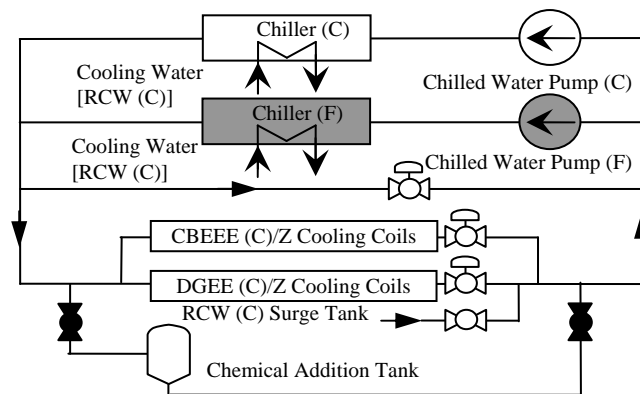 Chiller (C)
Cooling Water
[RCW (C)]
Chilled Water Pump (C)
Chiller (F)
Cooling Water
[RCW (C)]
Chilled Water Pump (F)
CBEEE (C)/Z Cooling Coils
DGEE (C)/Z Cooling Coils
RCW (C) Surge Tank
Chemical Addition Tank